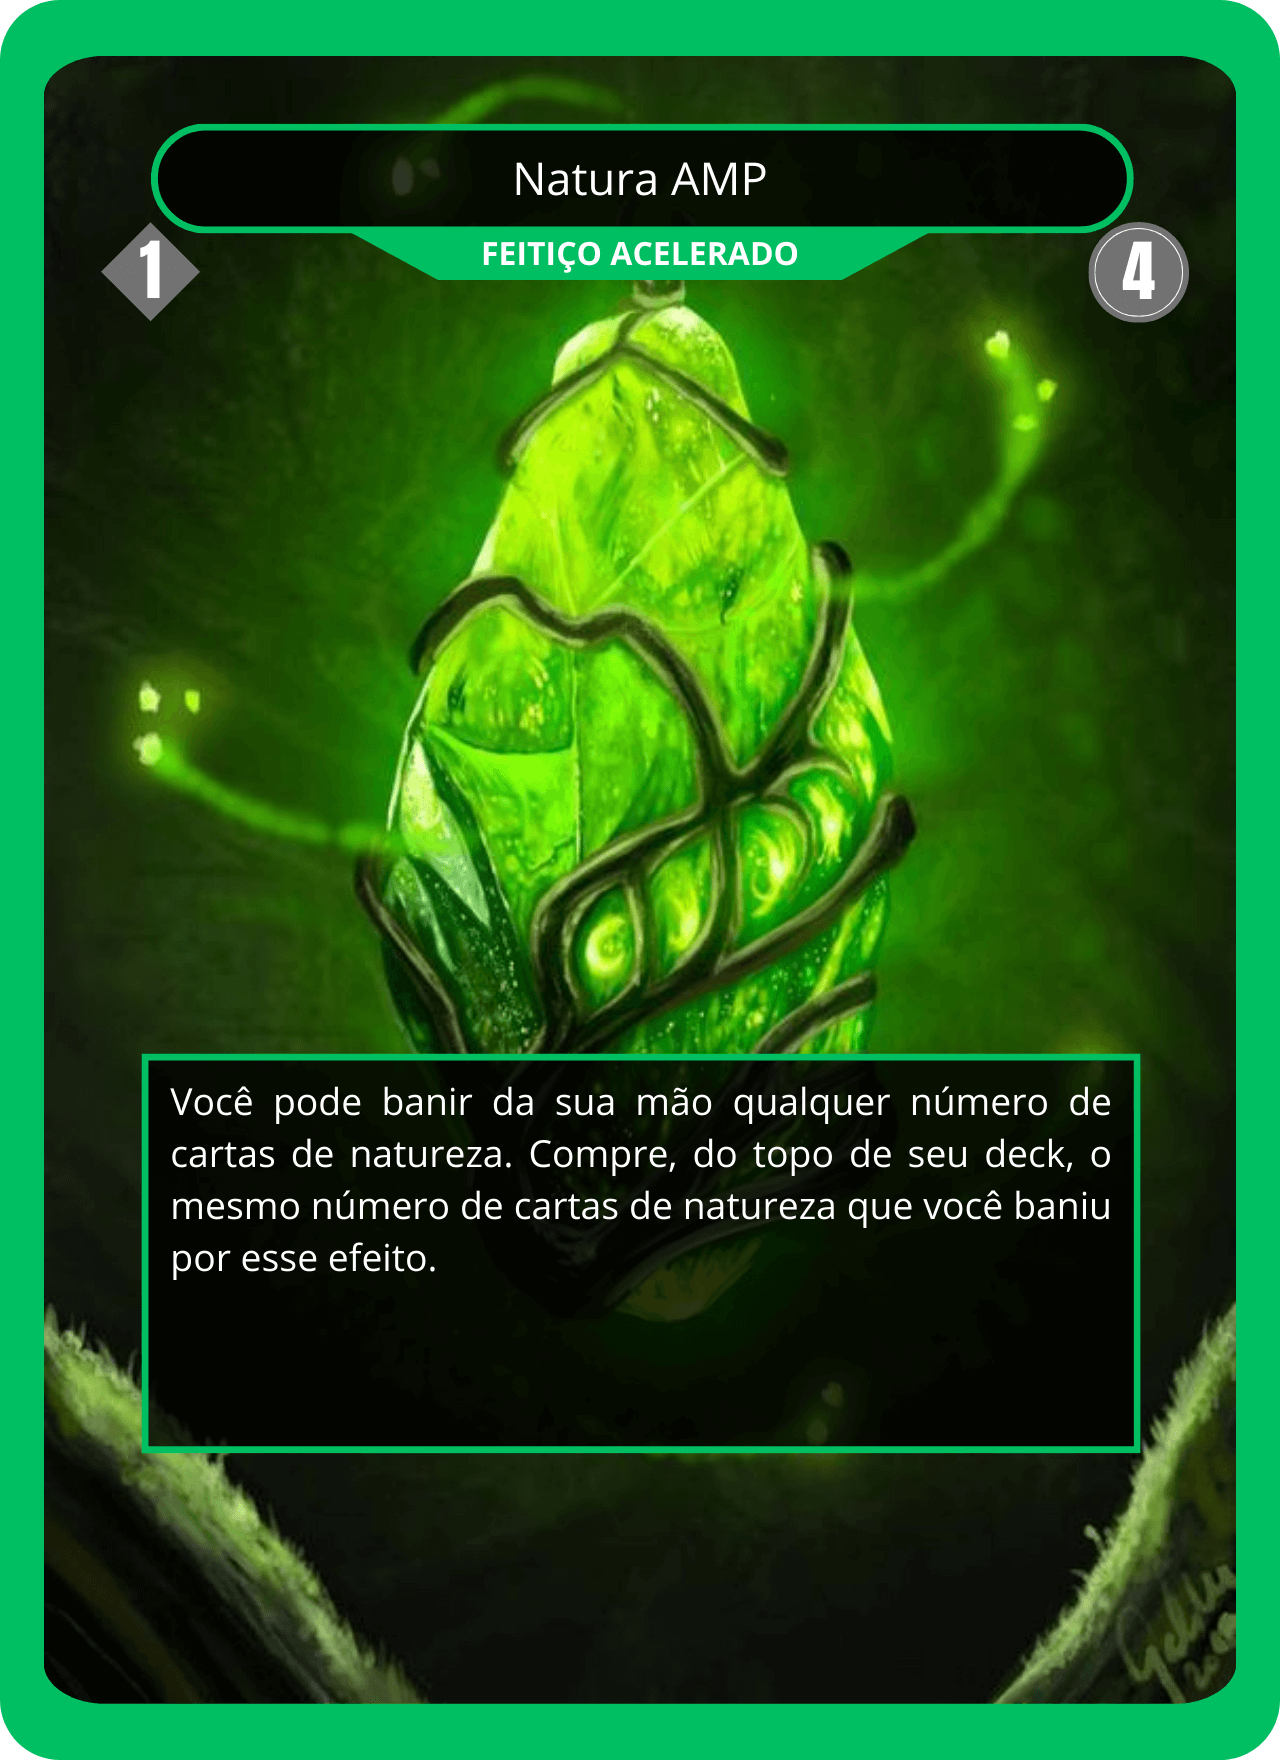 Natura AMP
FEITIÇO ACELERADO
1
4
Você pode banir da sua mão qualquer número de
cartas de natureza. Compre, do topo de seu deck, o
mesmo número de cartas de natureza que você baniu
por esse efeito.